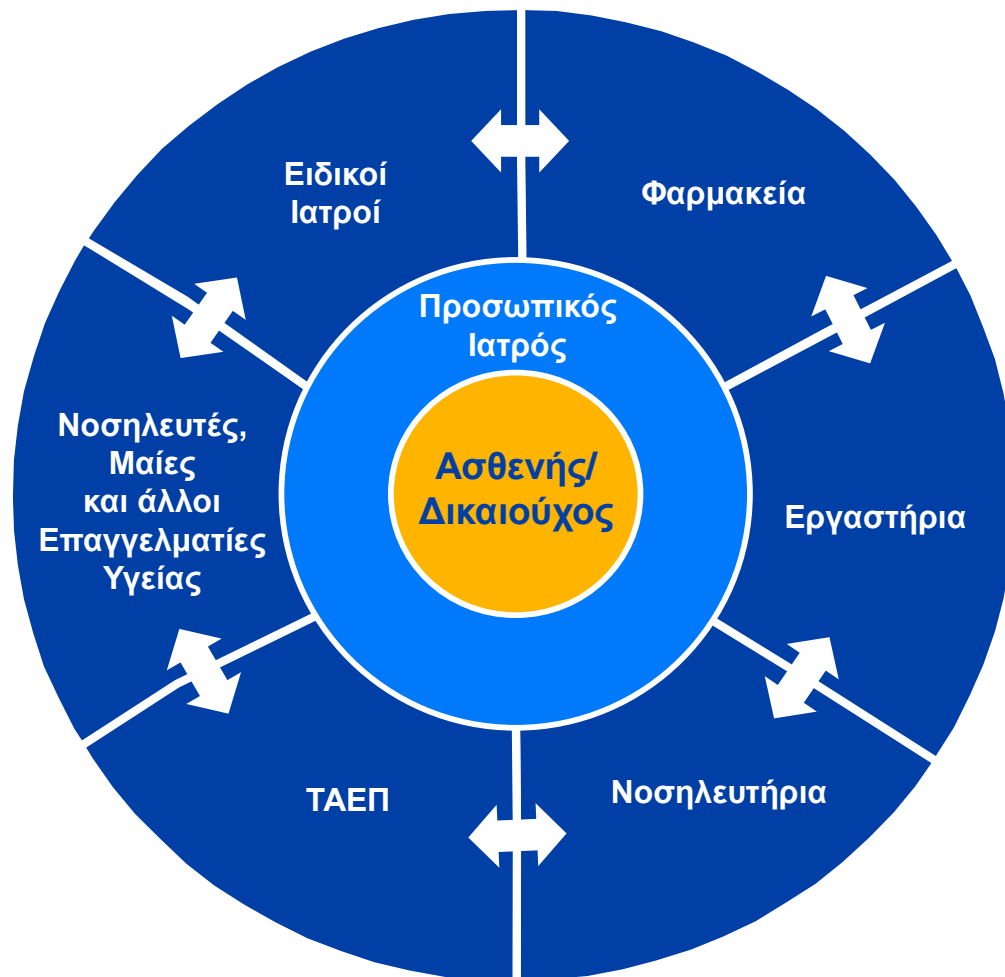 Ειδικοί
Ιατροί
Φαρμακεία
Προσωπικός
Ιατρός
Νοσηλευτές,
Μαίες
και άλλοι
Επαγγελματίες
Υγείας
Ασθενής/
Δικαιούχος
Εργαστήρια
ΤΑΕΠ
Νοσηλευτήρια